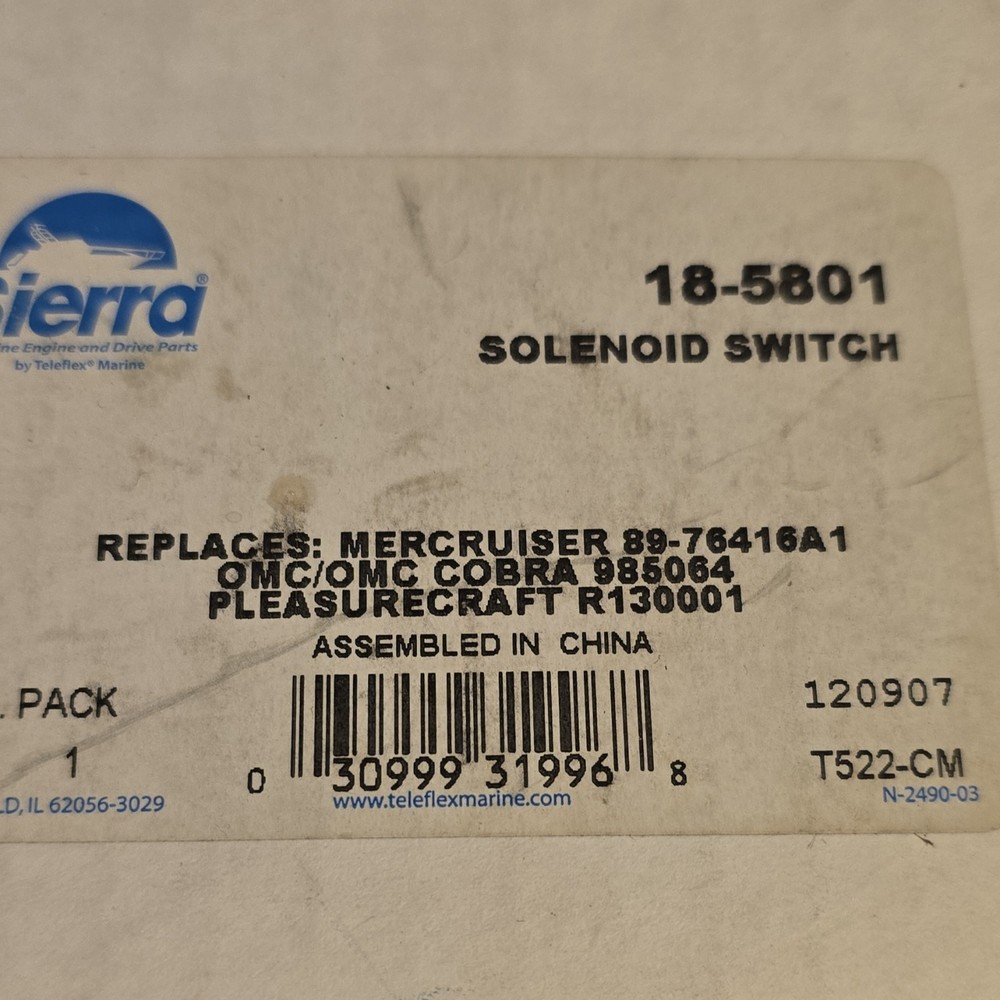 Sierra®
ne Engine and Drive Parts
by Teleflex® Marine
18-5801
SOLENOID SWITCH
REPLACES: MERCRUISER 89-76416A1
OMC/OMC COBRA 985064
PLEASURECRAFT R130001
ASSEMBLED IN CHINA
. PACK
1
0 30999 31996 8
120907
T522-CM
LD, IL 62056-3029
www.teleflexmarine.com
N-2490-03